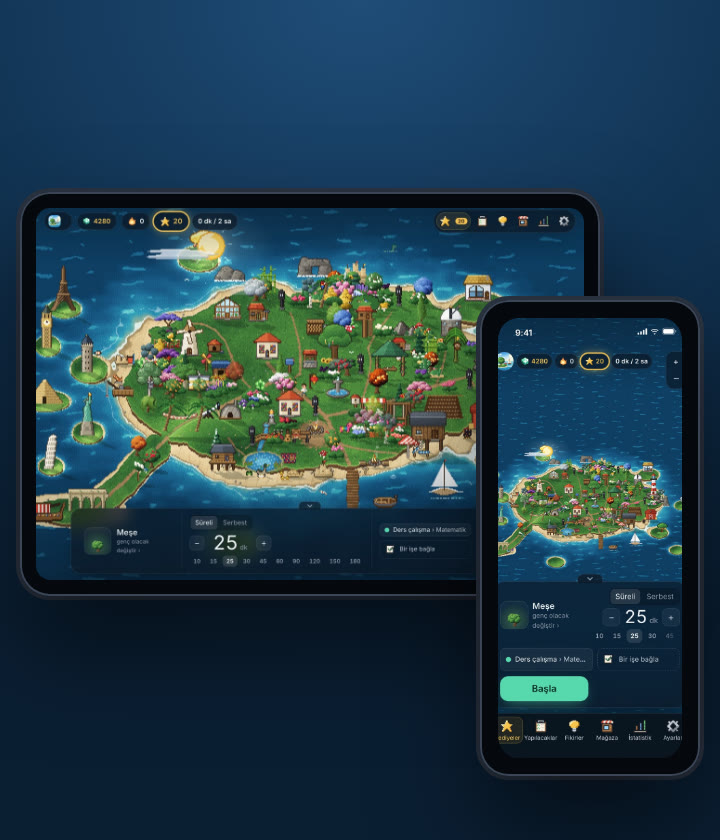 4280
0
20
0 dk / 2 sa
20
Meşe
genç olacak
değiştir ›
Süreli
Serbest
−
25 dk
+
10 15 25 30 45 60 90 120 150 180
Ders çalışma › Matematik
Bir işe bağla
9:41
4280
0
20
0 dk / 2 sa
+
−
Süreli
Serbest
Meşe
genç olacak
değiştir ›
−
25 dk
+
10 15 25 30 45
Ders çalışma › Mate...
Bir işe bağla
Başla
ediyeler
Yapılacaklar
Fikirler
Mağaza
İstatistik
Ayarla